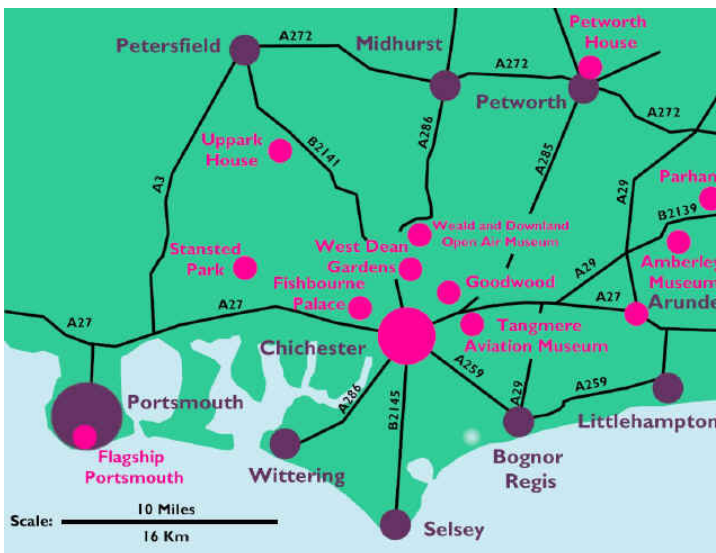 Petworth
House
Petersfield
A272
Midhurst
A272
Petworth
A272
Uppark
House
B2141
A286
A285
A3
A29
Parham
B2139
Stansted
Park
West Dean
Gardens
Weald and Downland
Open Air Museum
Amberley
Museum
Fishbourne
Palace
Goodwood
A29
A27
Arunde
A27
A27
Chichester
Tangmere
Aviation Museum
A286
B2145
A259
A29
A259
Portsmouth
Littlehampton
Flagship
Portsmouth
Wittering
Bognor
Regis
Selsey
Scale:
10 Miles
16 Km